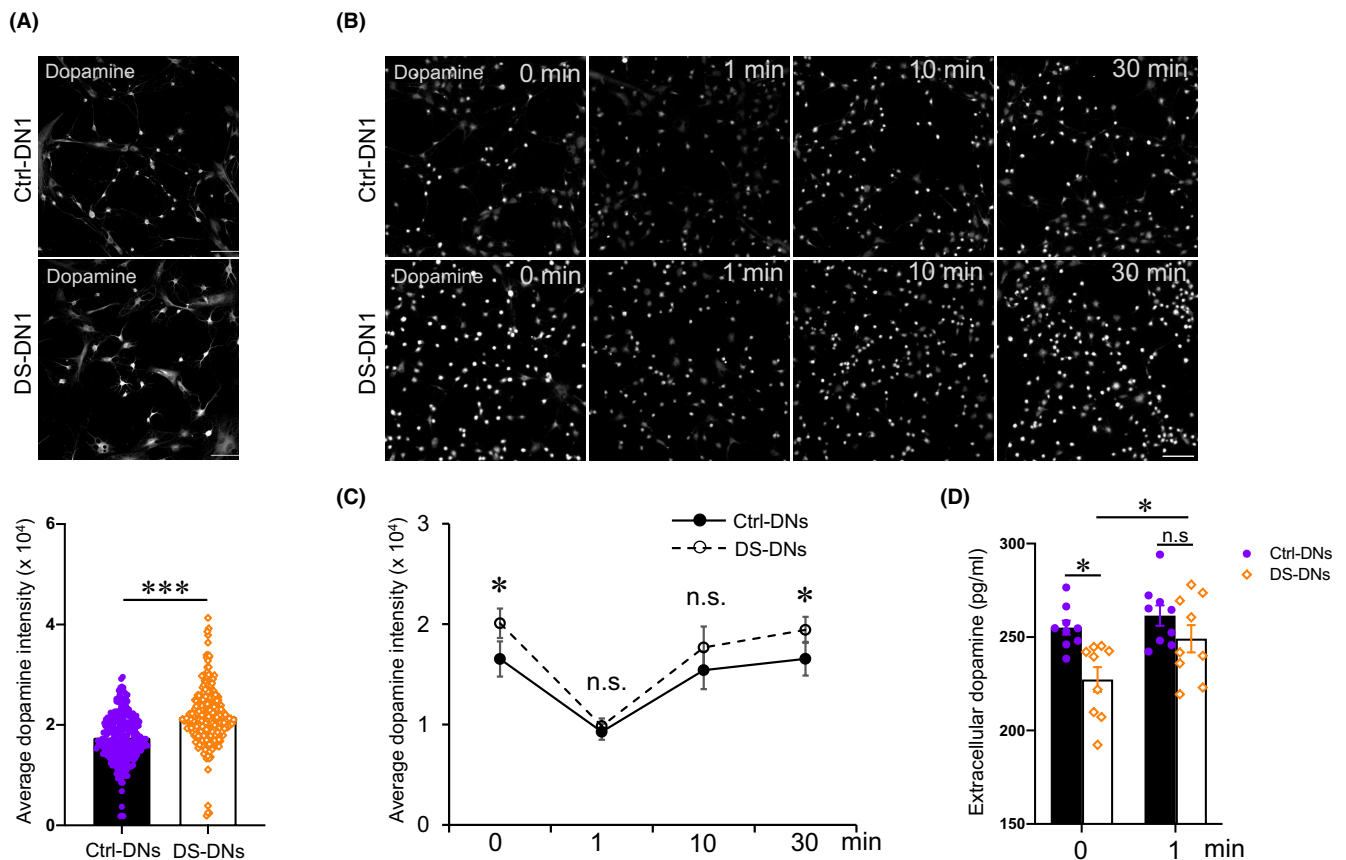 (A)
Dopamine
Ctrl-DN1
Dopamine
DS-DN1
Average dopamine intensity (x 10⁴)
6
4
2
0
***
Ctrl-DNs DS-DNs
(B)
Dopamine 0 min 1 min 10 min 30 min
Ctrl-DN1
Dopamine 0 min 1 min 10 min 30 min
DS-DN1
(C)
Average dopamine intensity (x 10⁴)
3
2
1
0
Ctrl-DNs
DS-DNs
* n.s. n.s. *
0 1 10 30 min
(D)
Extracellular dopamine (pg/ml)
300
250
200
150
*
* n.s
Ctrl-DNs
DS-DNs
0 1 min